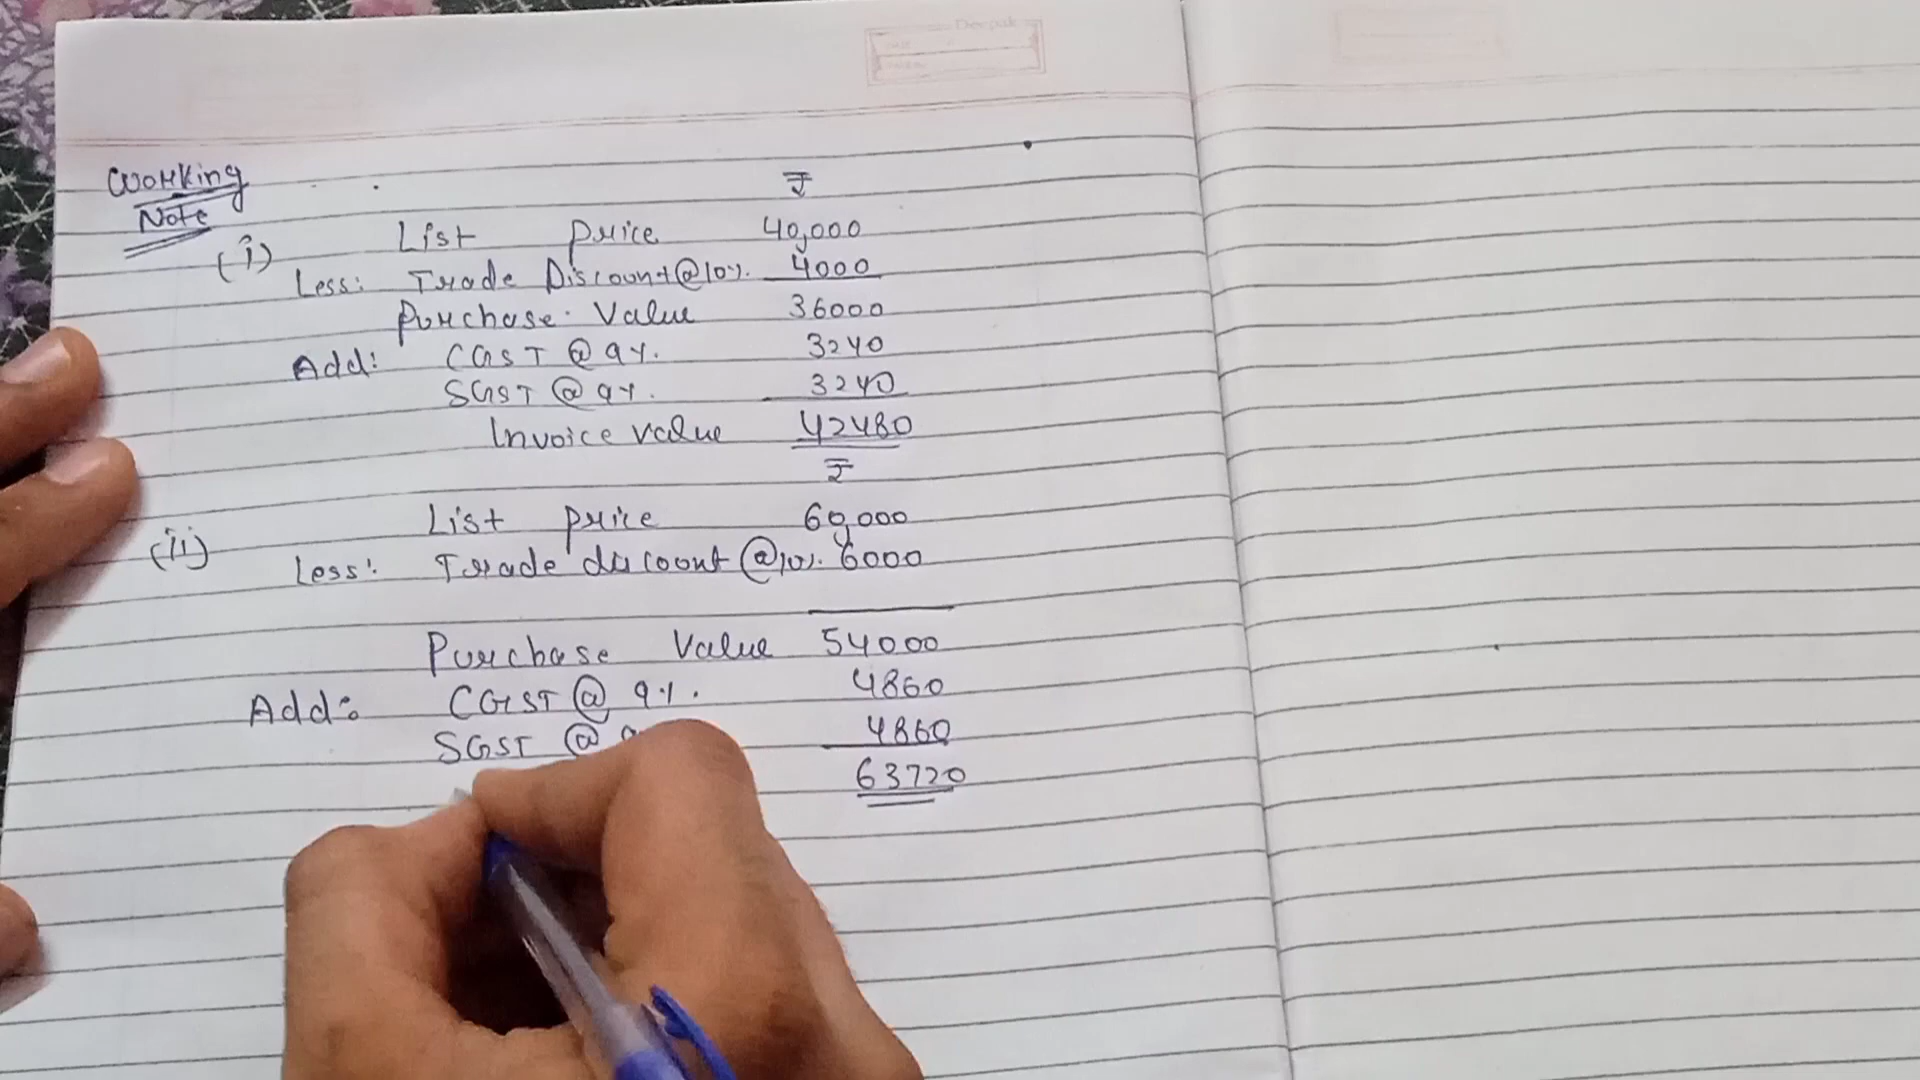 Working
Note
₹
(i) List price 40,000
Less: Trade Discount@10%. 4000
Purchase Value 36000
Add: CGST @ 9%. 3240
SGST @ 9%. 3240
Invoice value 42480
₹
(ii) List price 60,000
Less: Trade discount @10%. 6000
Purchase Value 54000
Add: CGST @ 9%. 4860
SGST @ 4860
63720